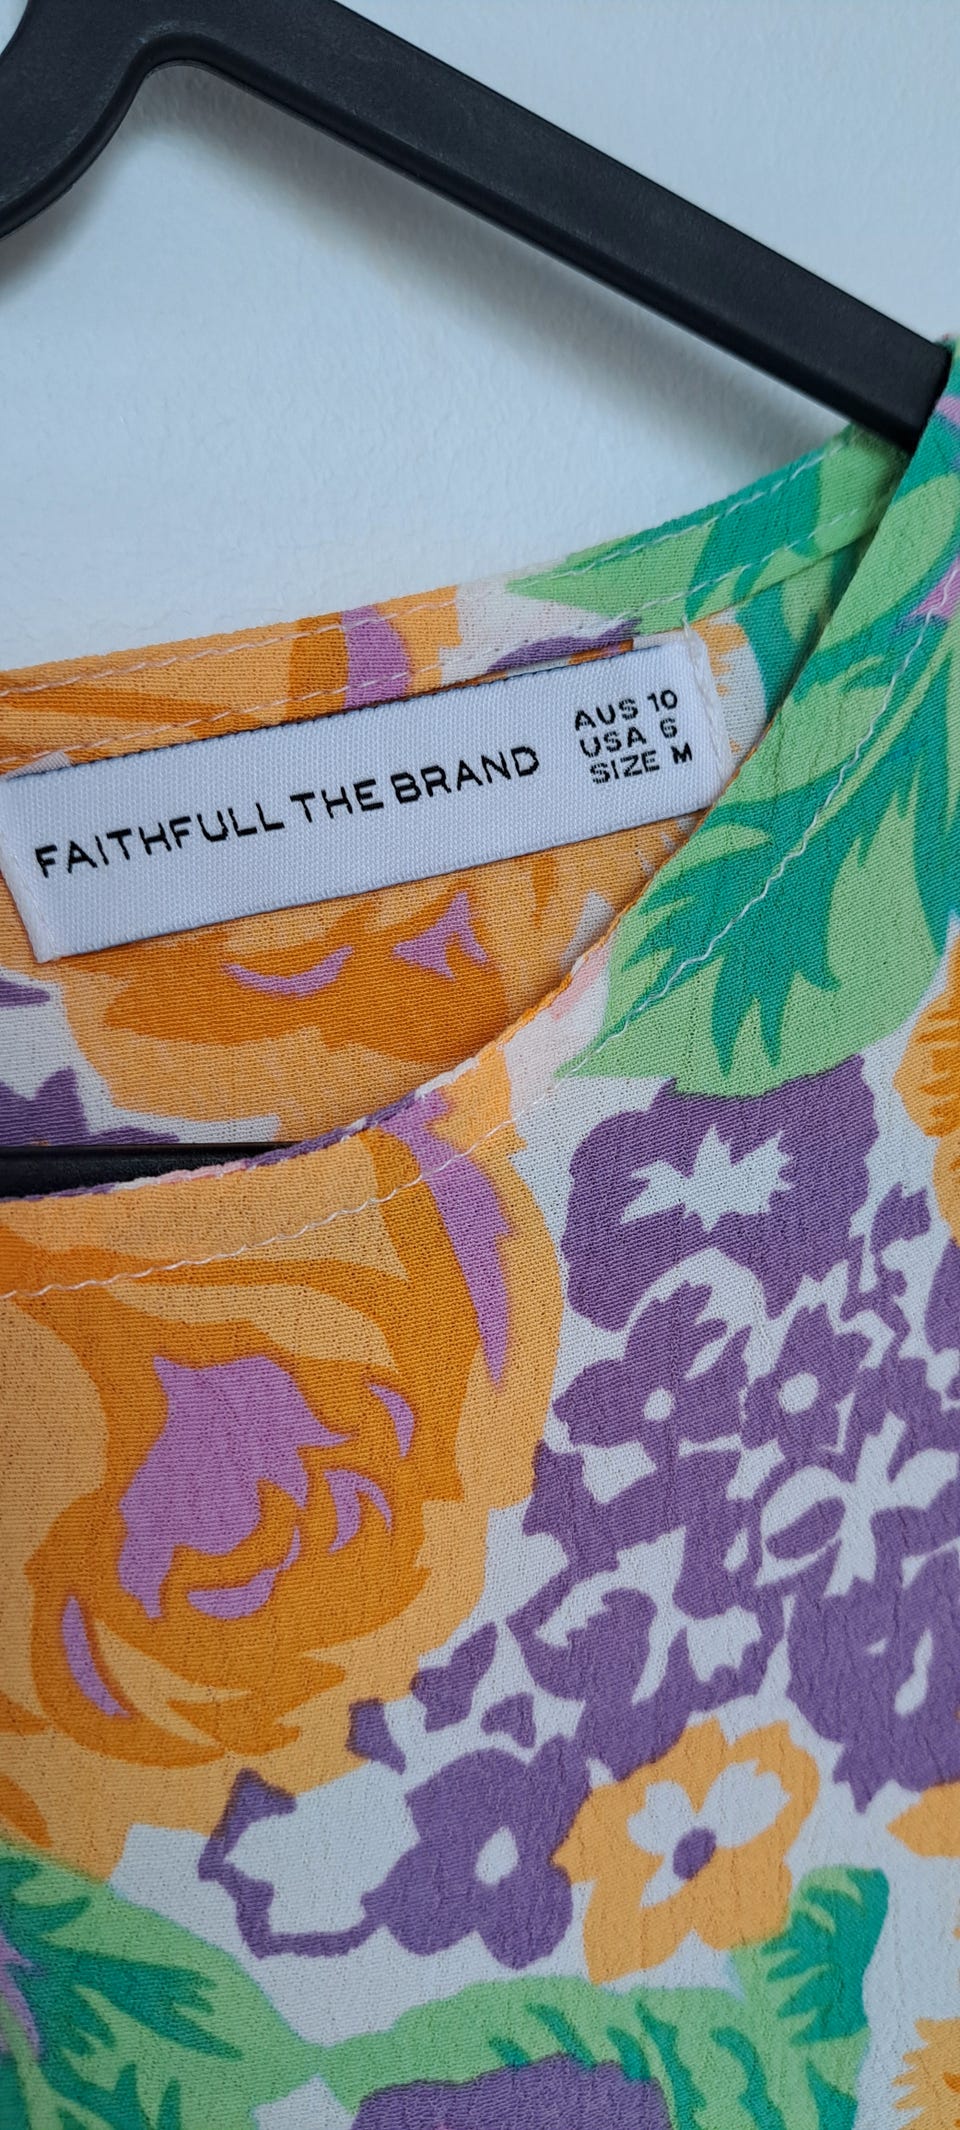 FAITHFULL THE BRAND
AUS 10
USA 6
SIZE M